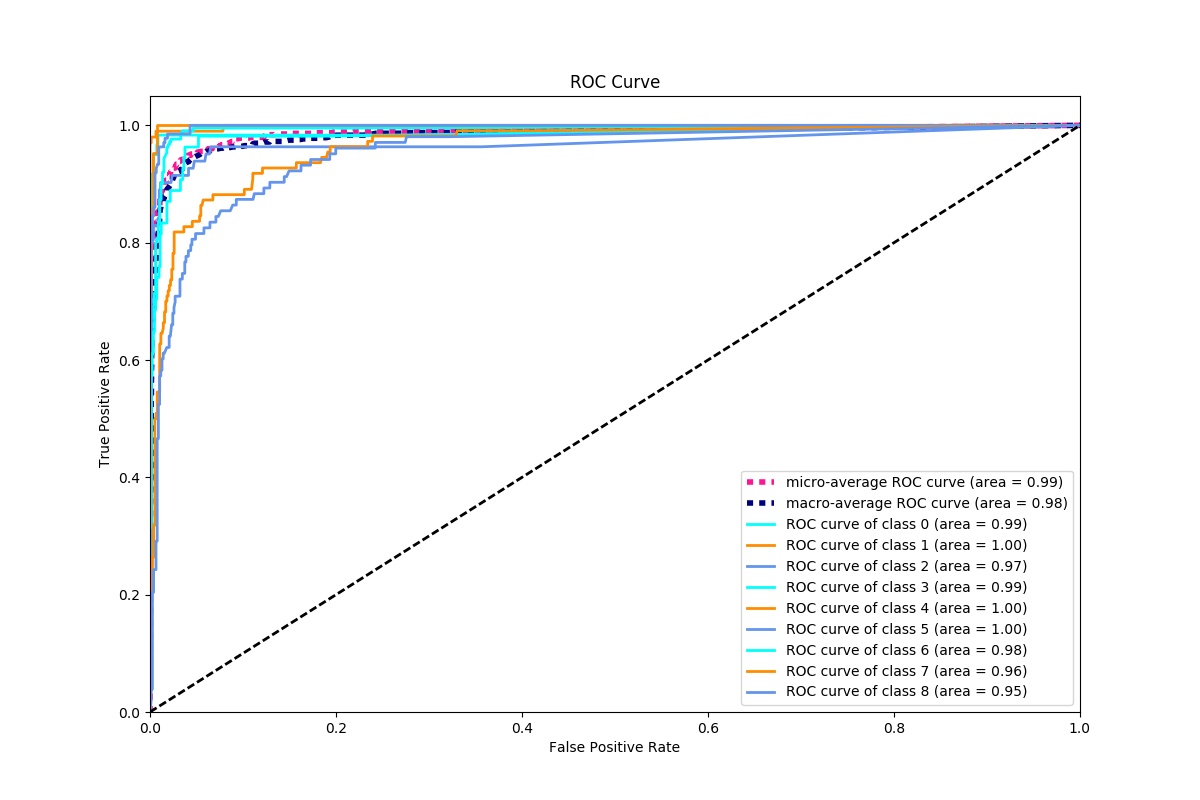 ROC Curve
1.0
0.8
0.6
0.4
0.2
0.0
True Positive Rate
micro-average ROC curve (area = 0.99)
macro-average ROC curve (area = 0.98)
ROC curve of class 0 (area = 0.99)
ROC curve of class 1 (area = 1.00)
ROC curve of class 2 (area = 0.97)
ROC curve of class 3 (area = 0.99)
ROC curve of class 4 (area = 1.00)
ROC curve of class 5 (area = 1.00)
ROC curve of class 6 (area = 0.98)
ROC curve of class 7 (area = 0.96)
ROC curve of class 8 (area = 0.95)
0.0 0.2 0.4 0.6 0.8 1.0
False Positive Rate